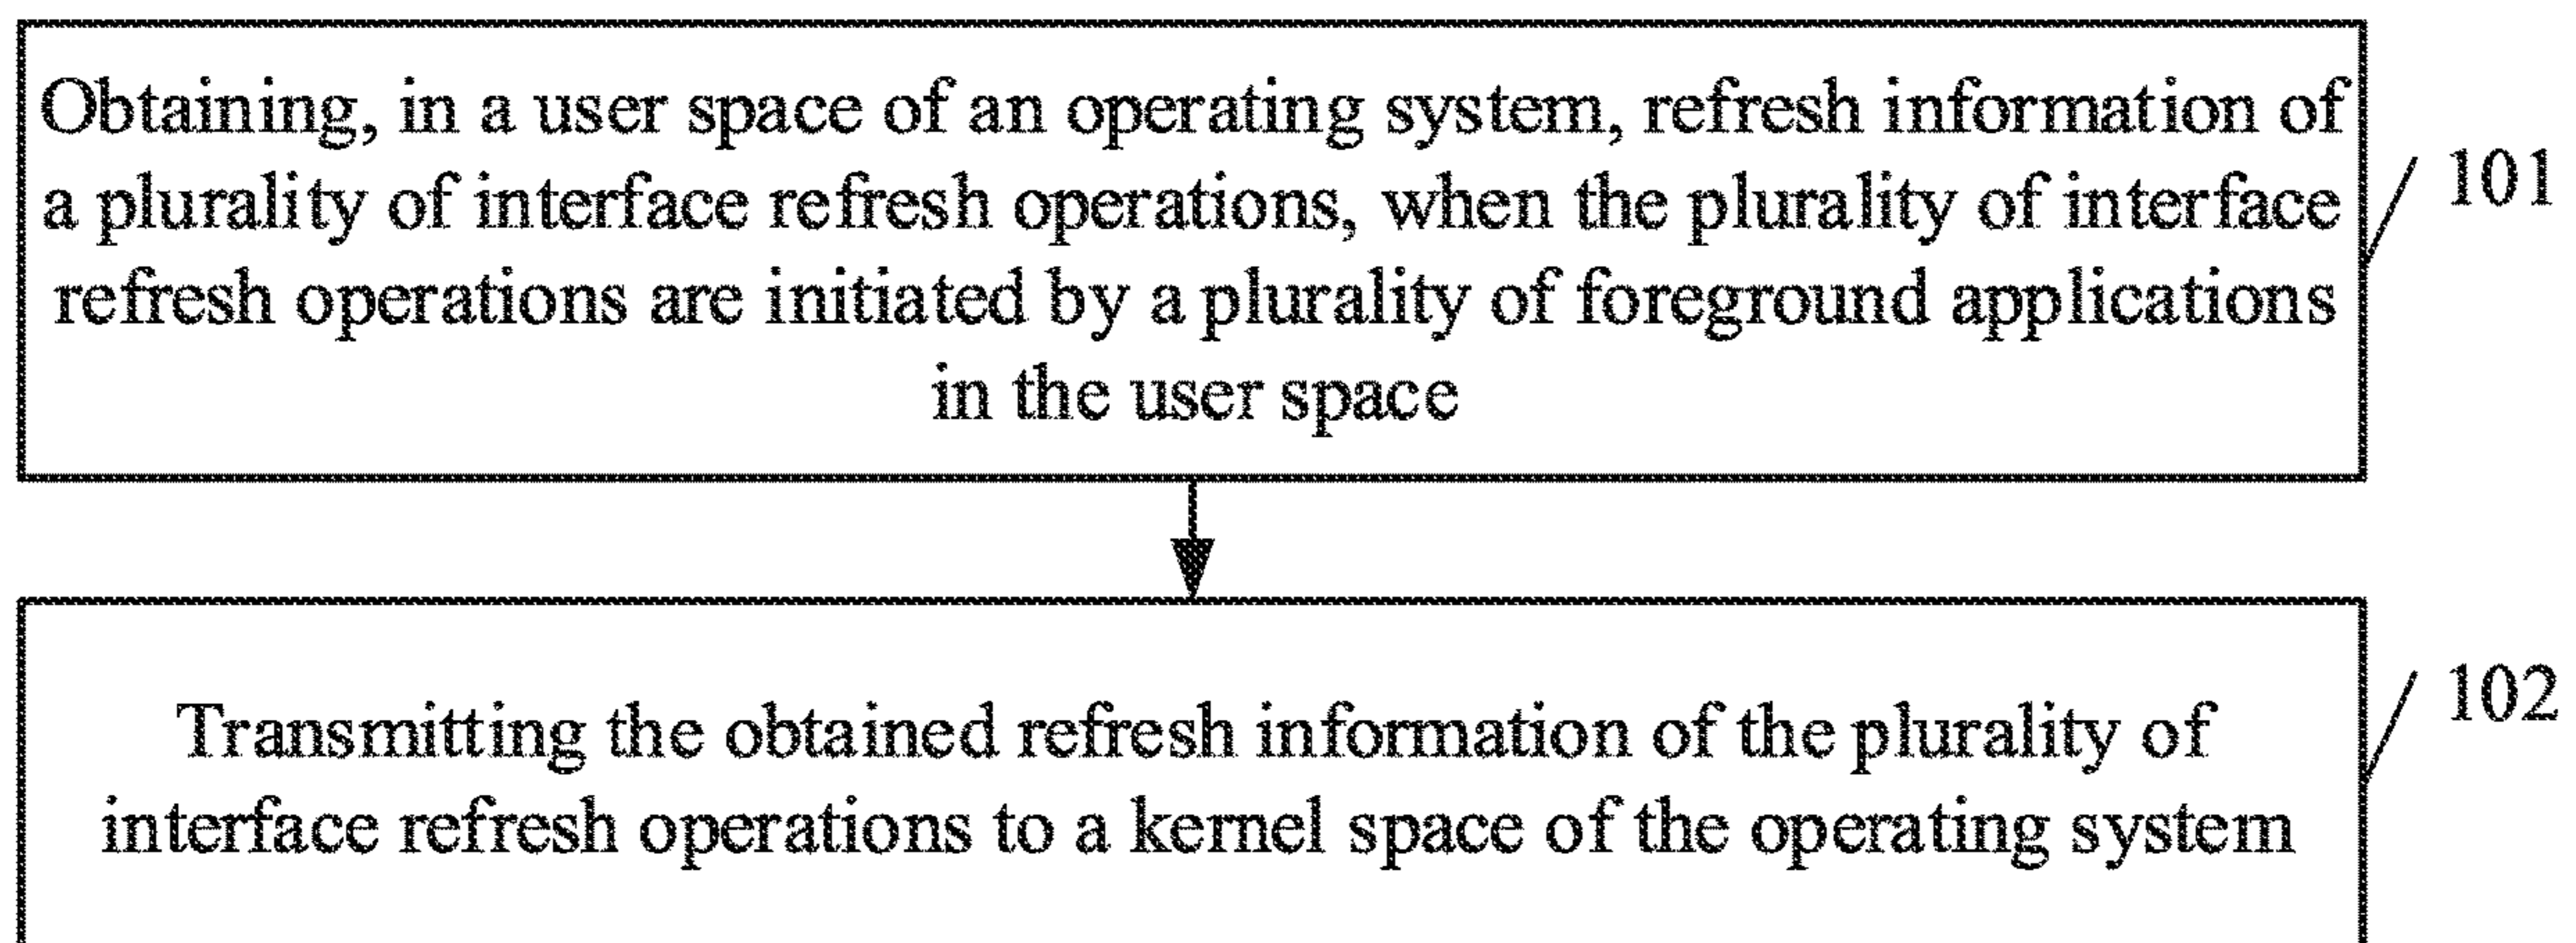 Obtaining, in a user space of an operating system, refresh information of
a plurality of interface refresh operations, when the plurality of interface
refresh operations are initiated by a plurality of foreground applications
in the user space
101
Transmitting the obtained refresh information of the plurality of
interface refresh operations to a kernel space of the operating system
102